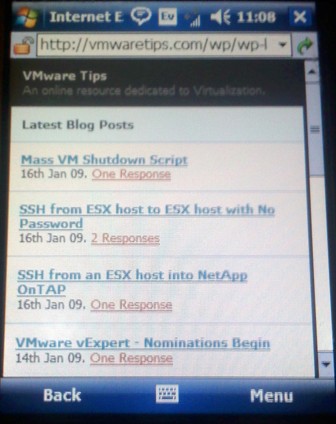 Internet E
Ev
11:08
http://vmwaretips.com/wp/wp-l
VMware Tips
An online resource dedicated to Virtualization.
Latest Blog Posts
Mass VM Shutdown Script
16th Jan 09. One Response
SSH from ESX host to ESX host with No
Password
16th Jan 09. 2 Responses
SSH from an ESX host into NetApp
OnTAP
16th Jan 09. One Response
VMware vExpert - Nominations Begin
14th Jan 09. One Response
Back
Menu